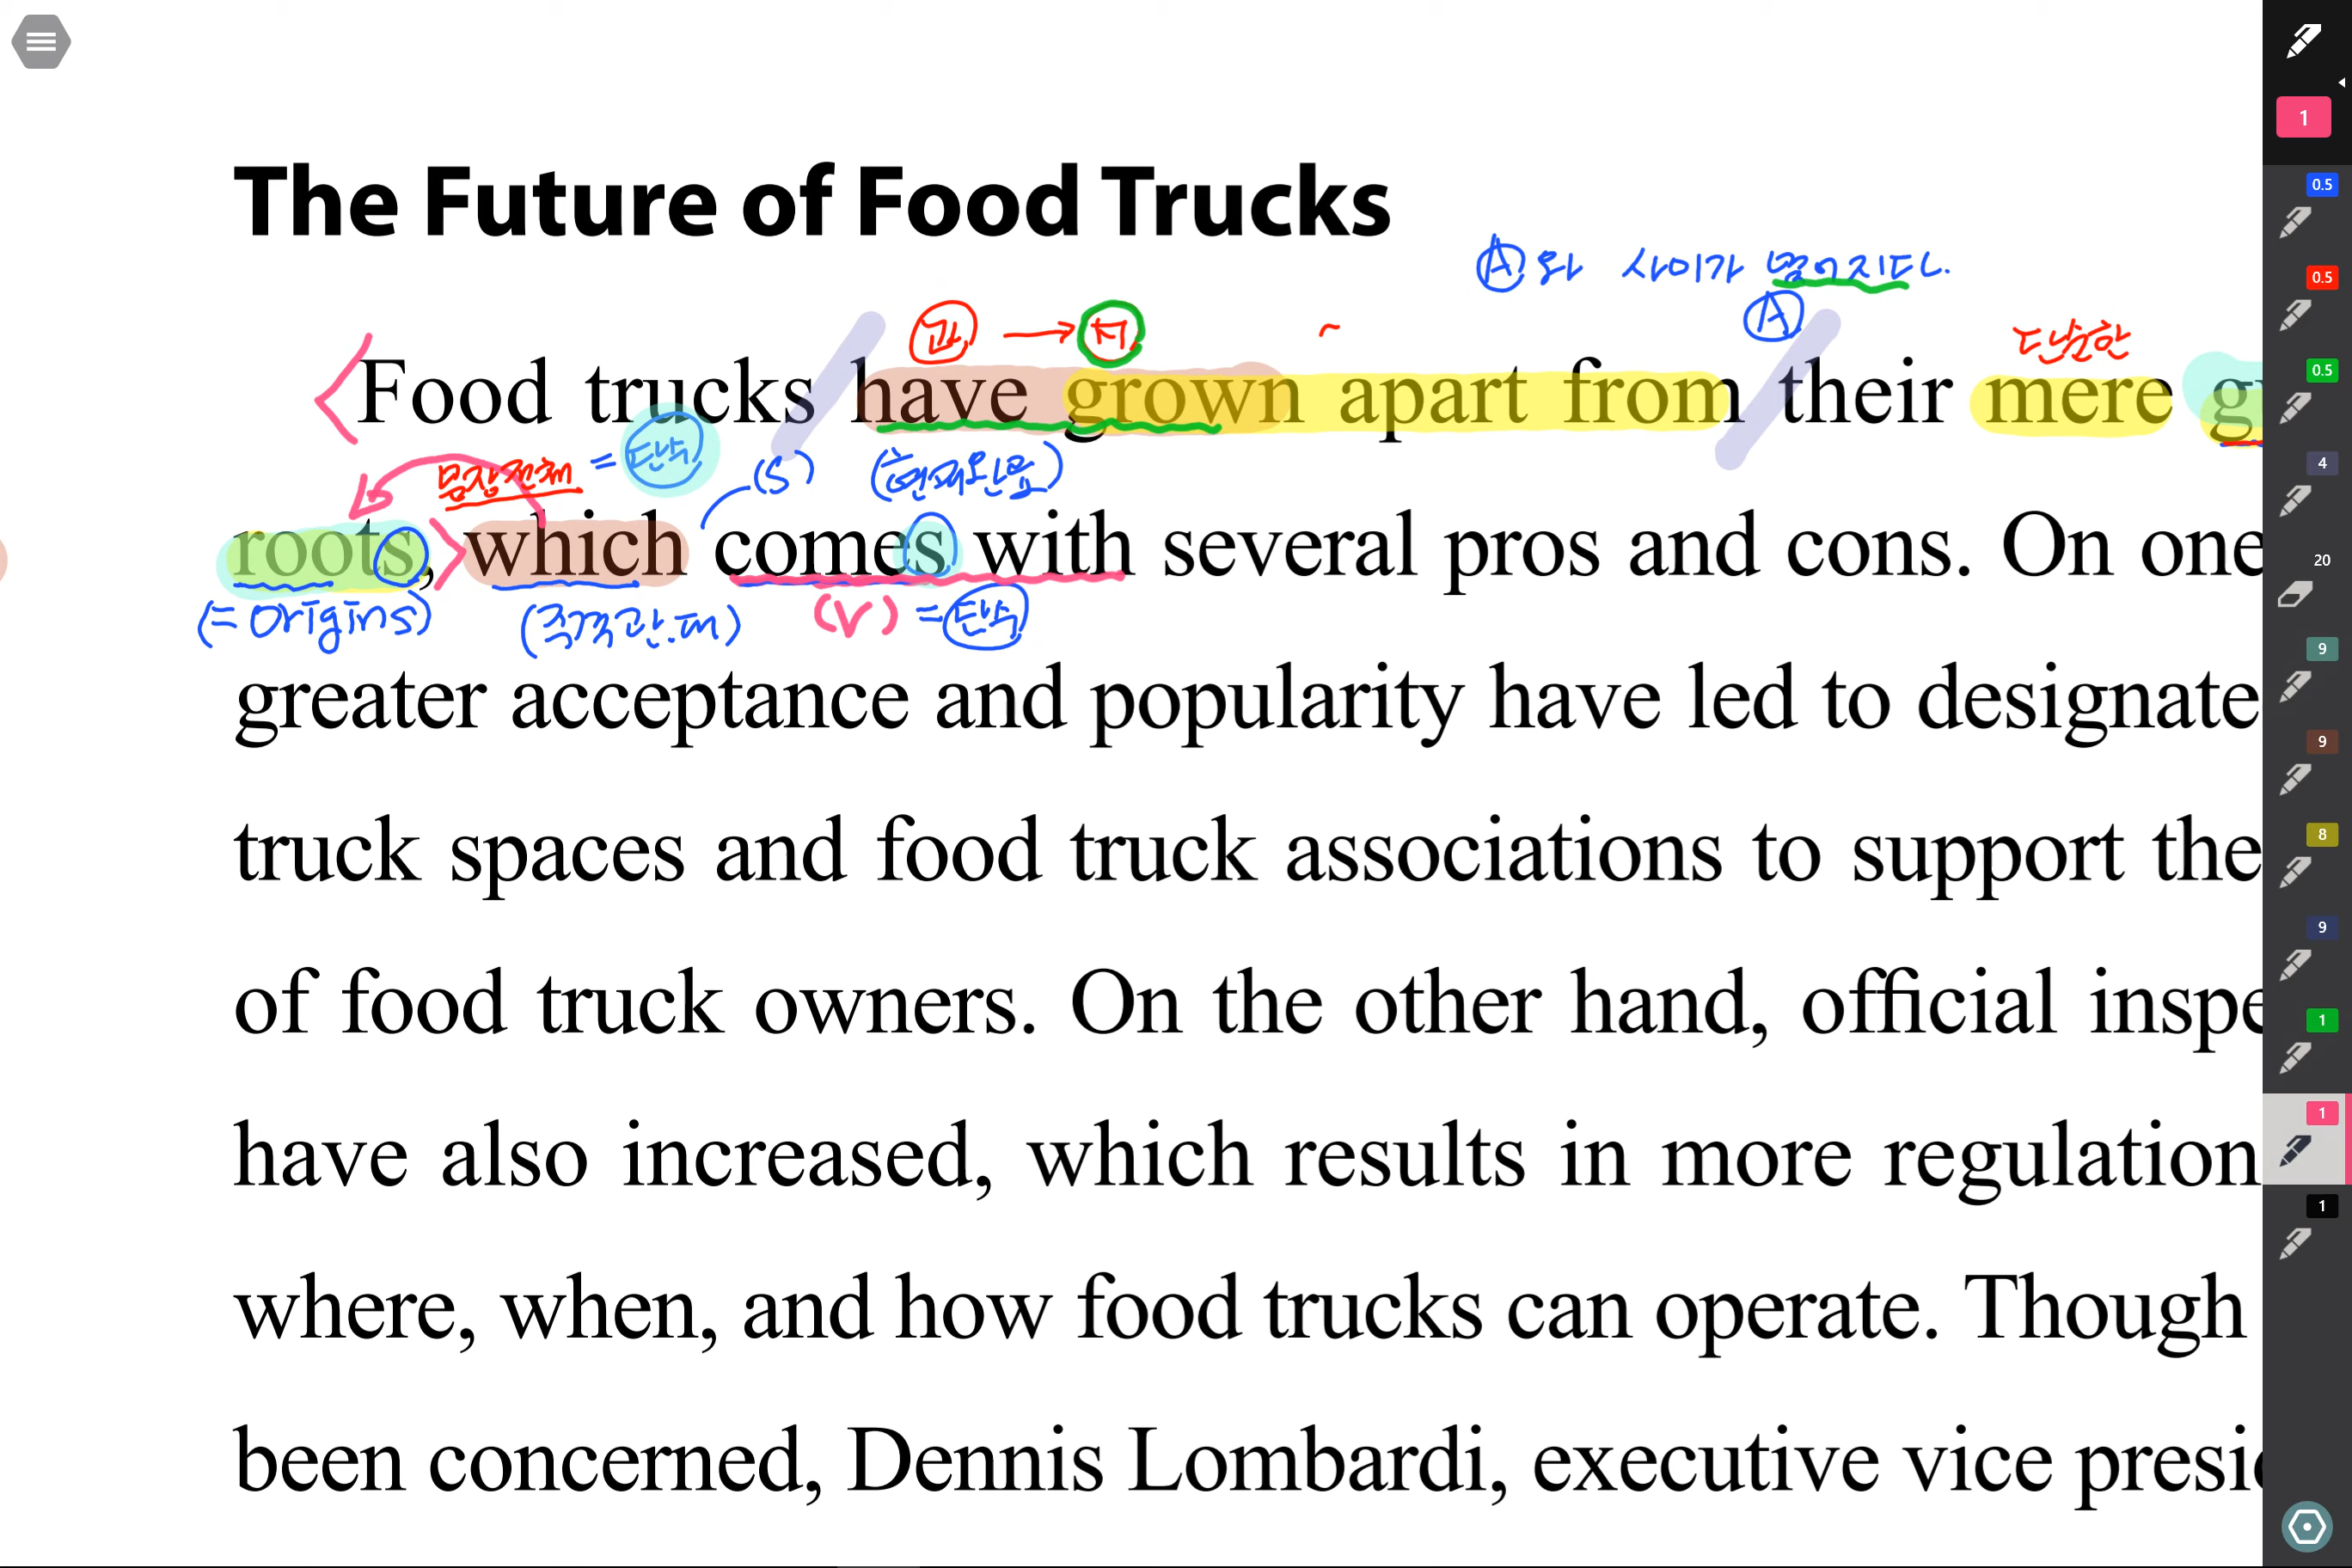 The Future of Food Trucks
Ⓐ와 사이가 멀어지다.
과 → 현 ~ Ⓐ 단순한
Food trucks have grown apart from their mere g
문장전체 = 단수 (S) (현재완료)
roots, which comes with several pros and cons. On one
(= origins) (주격관.대) (V) = 단수
greater acceptance and popularity have led to designate
truck spaces and food truck associations to support the
of food truck owners. On the other hand, official inspe
have also increased, which results in more regulation
where, when, and how food trucks can operate. Though
been concerned, Dennis Lombardi, executive vice presid
1
0.5
0.5
0.5
4
20
9
9
8
9
1
1
1